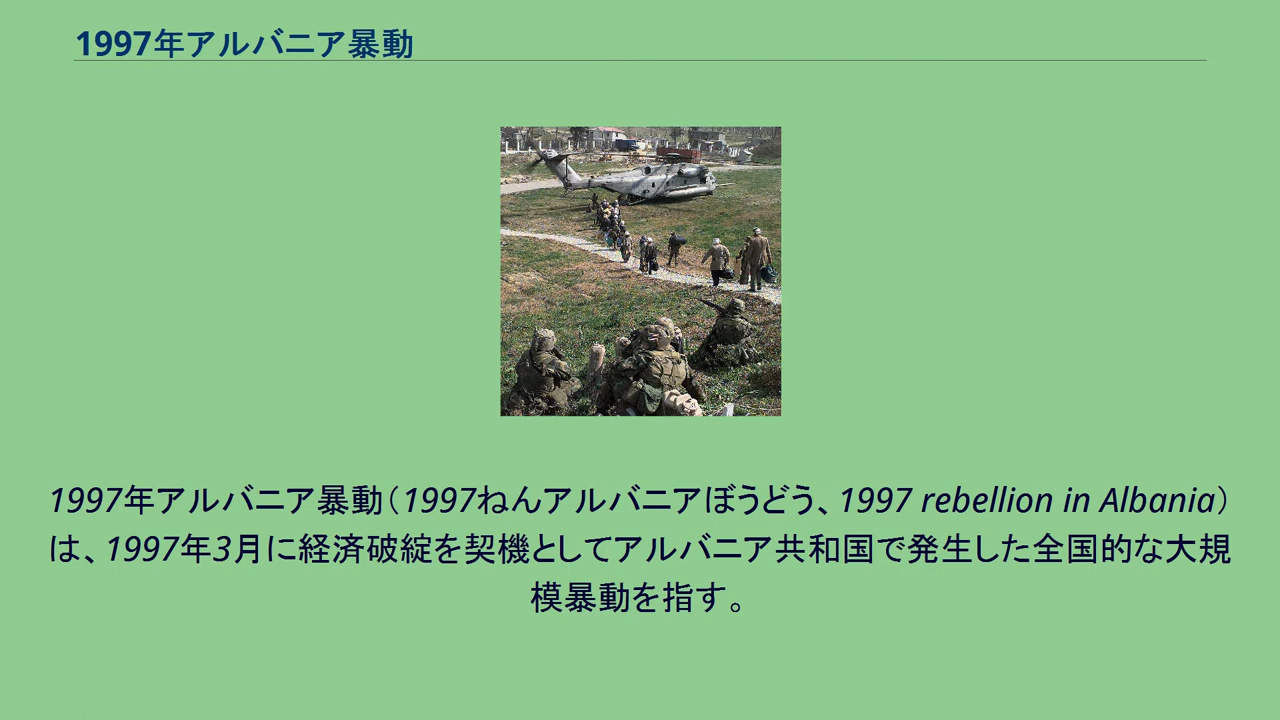 1997年アルバニア暴動
1997年アルバニア暴動（1997ねんアルバニアぼうどう、1997 rebellion in Albania）
は、1997年3月に経済破綻を契機としてアルバニア共和国で発生した全国的な大規
模暴動を指す。